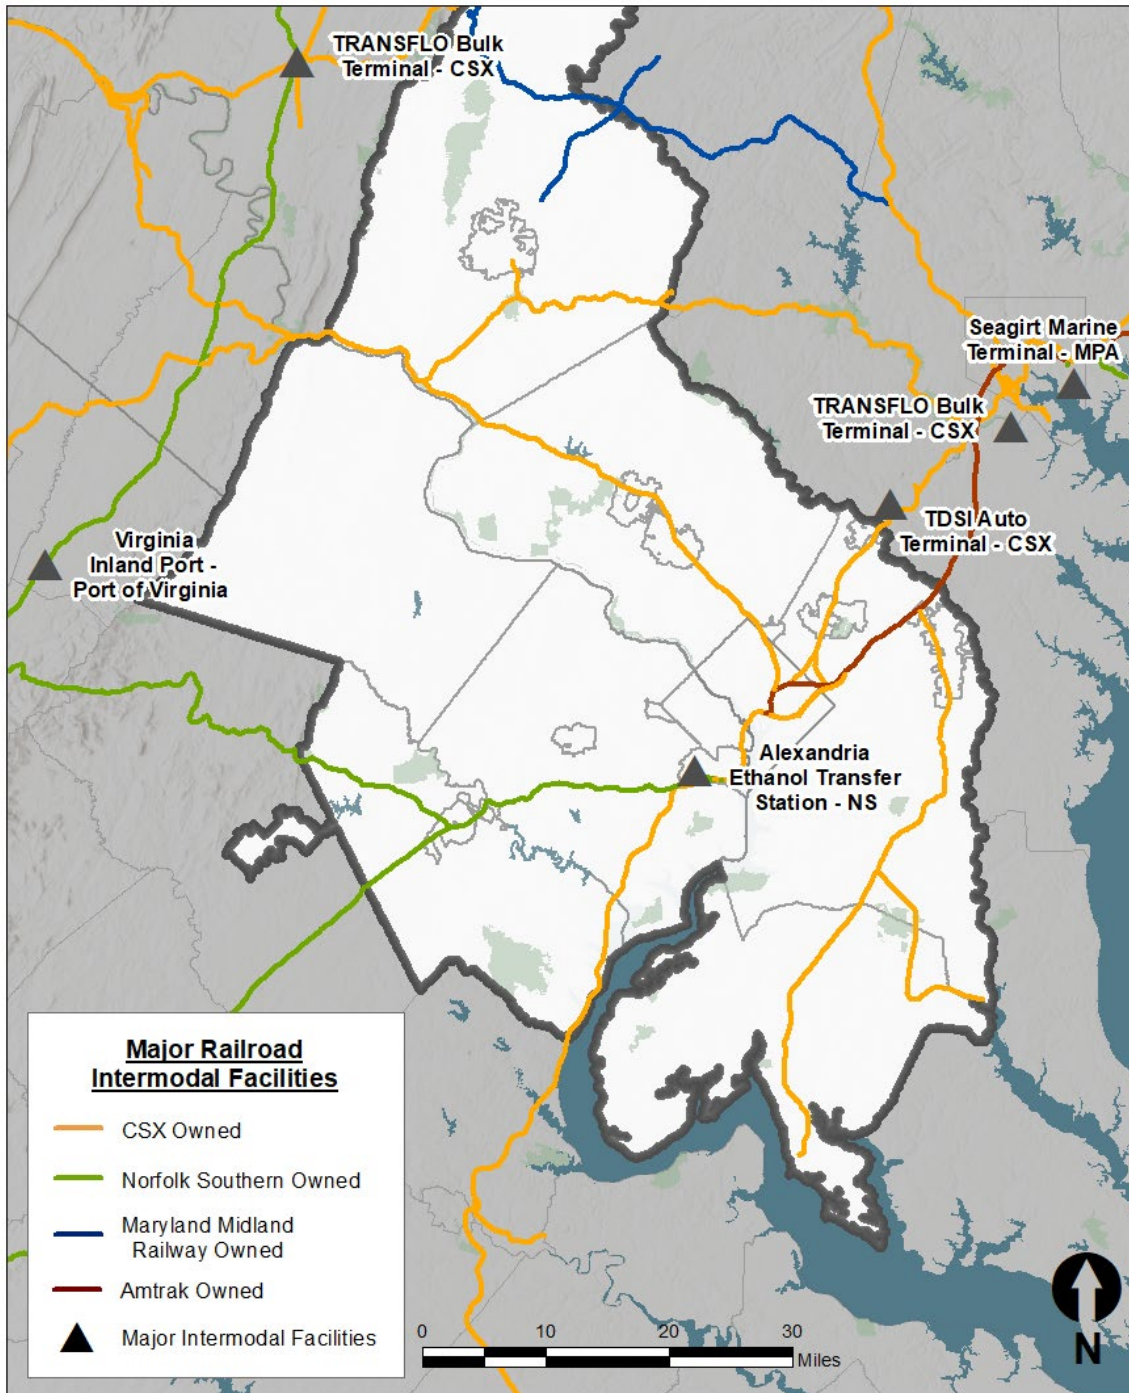 TRANSFLO Bulk
Terminal - CSX
Seagirt Marine
Terminal - MPA
TRANSFLO Bulk
Terminal - CSX
TDSI Auto
Terminal - CSX
Virginia
Inland Port -
Port of Virginia
Alexandria
Ethanol Transfer
Station - NS
Major Railroad
Intermodal Facilities
CSX Owned
Norfolk Southern Owned
Maryland Midland
Railway Owned
Amtrak Owned
Major Intermodal Facilities
0 10 20 30
Miles
N